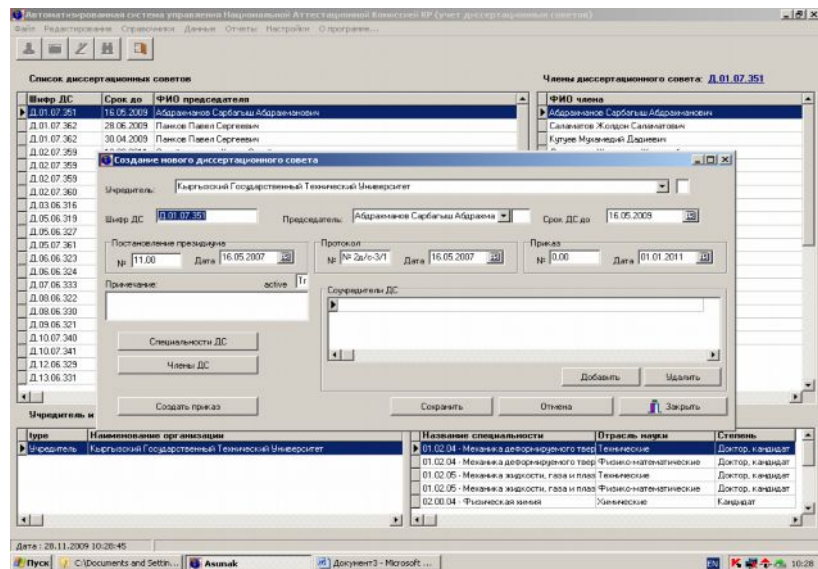 Автоматизированная система управления Национальной Аттестационной Комиссией КР (учет диссертационных советов)
Файл Редактирование Справочники Данные Отчеты Настройки О программе...
Список диссертационных советов
Члены диссертационного совета: Д.01.07.351
Шифр ДС Срок до ФИО председателя
ФИО члена
Д.01.07.351 16.05.2009 Абдрахманов Сарбагыш Абдрахманович
Абдрахманов Сарбагыш Абдрахманович
Д.01.07.362 28.06.2009 Панков Павел Сергеевич
Саламатов Жолдон Саламатович
Д.01.07.362 30.04.2009 Панков Павел Сергеевич
Кутуев Мухамедий Дадиевич
Д.02.07.359
Д.02.07.359
Д.02.07.359
Д.02.07.360
Д.03.06.316
Д.05.06.319
Д.05.06.327
Д.05.07.361
Д.06.06.323
Д.06.06.324
Д.07.06.333
Д.08.06.322
Д.08.06.330
Д.09.06.321
Д.10.07.340
Д.10.07.341
Д.12.06.329
Д.13.06.331
Создание нового диссертационного совета
Учредитель: Кыргызский Государственный Технический Университет
Шифр ДС Д.01.07.351 Председатель: Абдрахманов Сарбагыш Абдрахма Срок ДС до 16.05.2009
Постановление президиума Протокол Приказ
№ 11.00 Дата 16.05.2007 № № 2д/с-3/1 Дата 16.05.2007 № 0.00 Дата 01.01.2011
Примечание: active Tr Соучредители ДС
Специальности ДС
Члены ДС
Добавить Удалить
Создать приказ Сохранить Отмена Закрыть
Учредитель и
type Наименование организации
Название специальности Отрасль науки Степень
Учредитель Кыргызский Государственный Технический Университет
01.02.04 - Механика деформируемого твер Технические Доктор, кандидат
01.02.04 - Механика деформируемого твер Физико-математические Доктор, кандидат
01.02.05 - Механика жидкости, газа и плаз Технические Доктор, кандидат
01.02.05 - Механика жидкости, газа и плаз Физико-математические Доктор, кандидат
02.00.04 - Физическая химия Химические Кандидат
Дата : 28.11.2009 10:28:45
Пуск C:\Documents and Settin... Asunak Документ3 - Microsoft ... EN 10:28